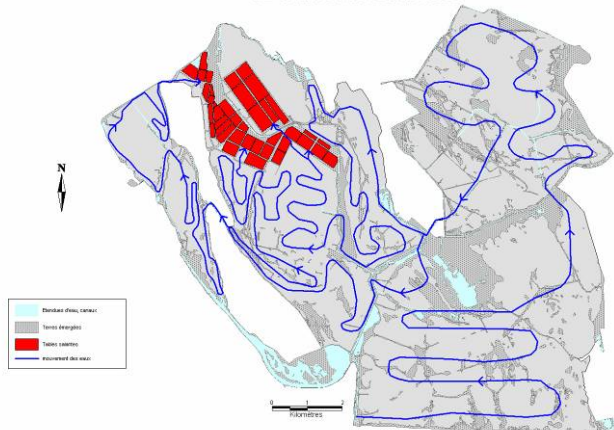 N
Etendues d'eau, canaux
Terres émergées
Tables salantes
mouvement des eaux
0 1 2
Kilomètres